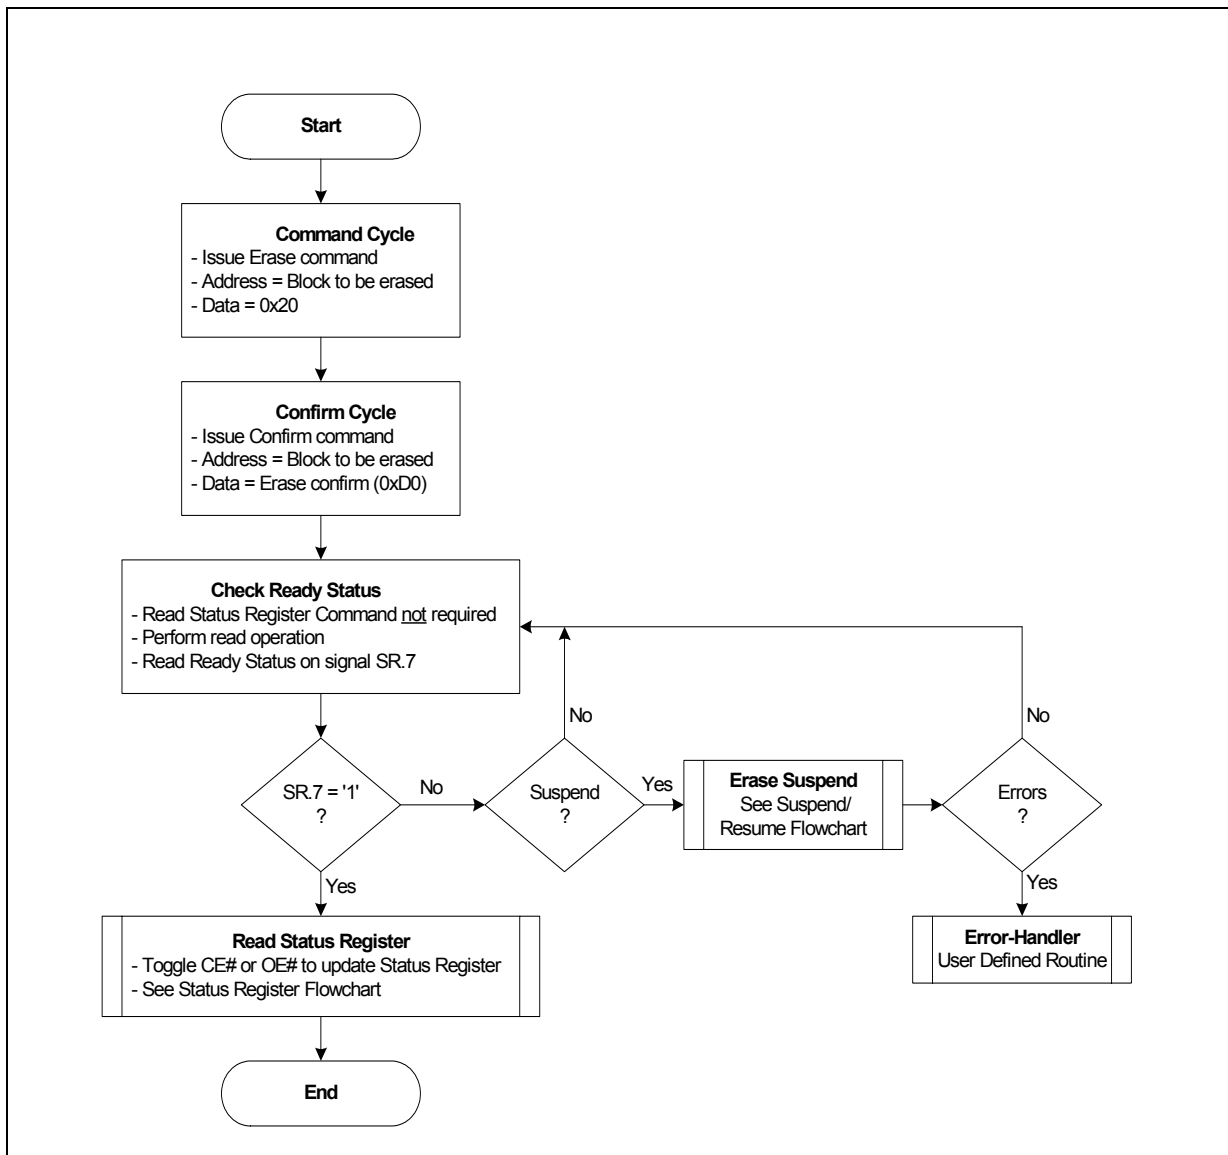 Start
Command Cycle
- Issue Erase command
- Address = Block to be erased
- Data = 0x20
Confirm Cycle
- Issue Confirm command
- Address = Block to be erased
- Data = Erase confirm (0xD0)
Check Ready Status
- Read Status Register Command not required
- Perform read operation
- Read Ready Status on signal SR.7
No
No
SR.7 = '1'
?
No
Suspend
?
Yes
Erase Suspend
See Suspend/
Resume Flowchart
Errors
?
Yes
Yes
Read Status Register
- Toggle CE# or OE# to update Status Register
- See Status Register Flowchart
Error-Handler
User Defined Routine
End